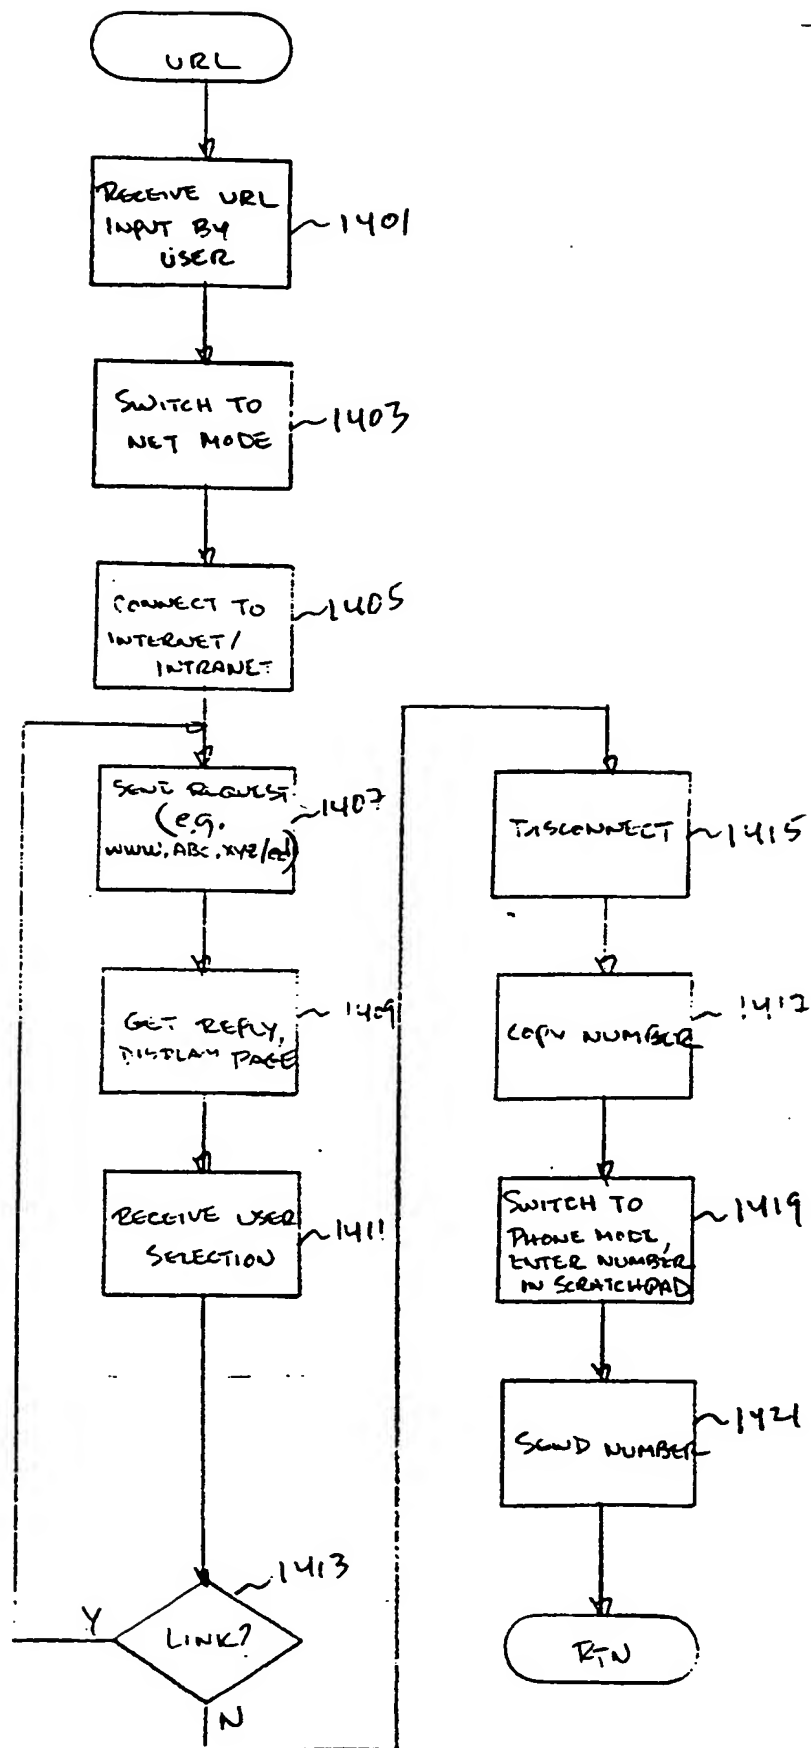 URL
RECEIVE URL
INPUT BY
USER
1401
SWITCH TO
NET MODE
1403
CONNECT TO
INTERNET/
INTRANET
1405
SEND REQUEST
(e.g.
www.ABC.XYZ/
1407
GET REPLY,
DISPLAY PAGE
1409
RECEIVE USER
SELECTION
1411
1413
LINK?
Y
N
DISCONNECT
1415
COPY NUMBER
1417
SWITCH TO
PHONE MODE,
ENTER NUMBER
IN SCRATCHPAD
1419
SEND NUMBER
1421
RTN